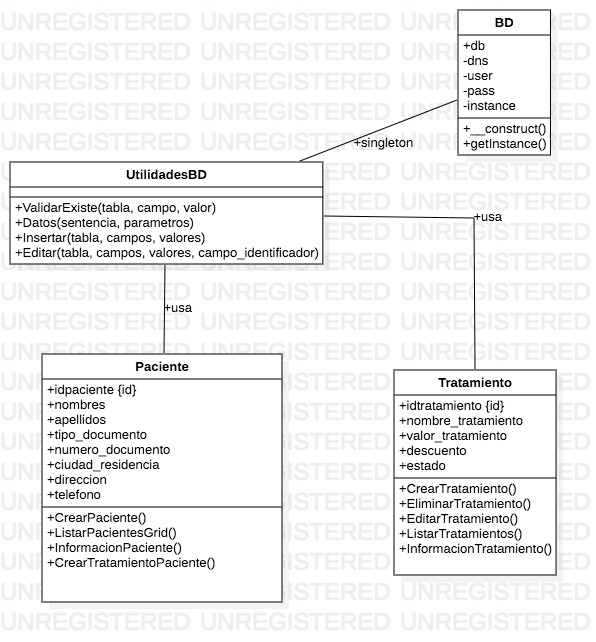 BD
+db
-dns
-user
-pass
-instance
+__construct()
+getInstance()
+singleton
UtilidadesBD
+ValidarExiste(tabla, campo, valor)
+Datos(sentencia, parametros)
+Insertar(tabla, campos, valores)
+Editar(tabla, campos, valores, campo_identificador)
+usa
+usa
Paciente
+idpaciente {id}
+nombres
+apellidos
+tipo_documento
+numero_documento
+ciudad_residencia
+direccion
+telefono
+CrearPaciente()
+ListarPacientesGrid()
+InformacionPaciente()
+CrearTratamientoPaciente()
Tratamiento
+idtratamiento {id}
+nombre_tratamiento
+valor_tratamiento
+descuento
+estado
+CrearTratamiento()
+EliminarTratamiento()
+EditarTratamiento()
+ListarTratamientos()
+InformacionTratamiento()
UNREGISTERED